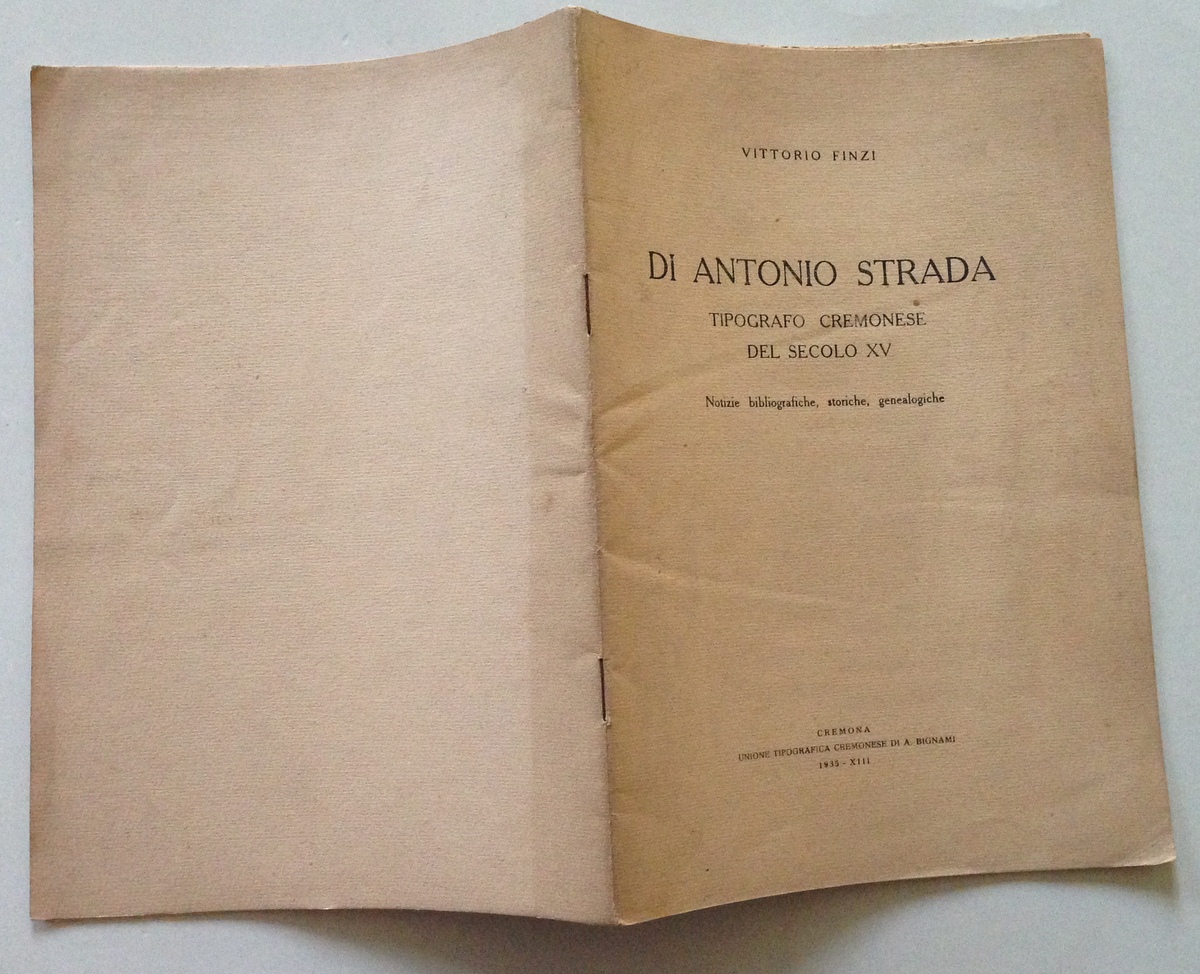 VITTORIO FINZI
DI ANTONIO STRADA
TIPOGRAFO CREMONESE
DEL SECOLO XV
Notizie bibliografiche, storiche, genealogiche
CREMONA
UNIONE TIPOGRAFICA CREMONESE DI A. BIGNAMI
1935 - XIII